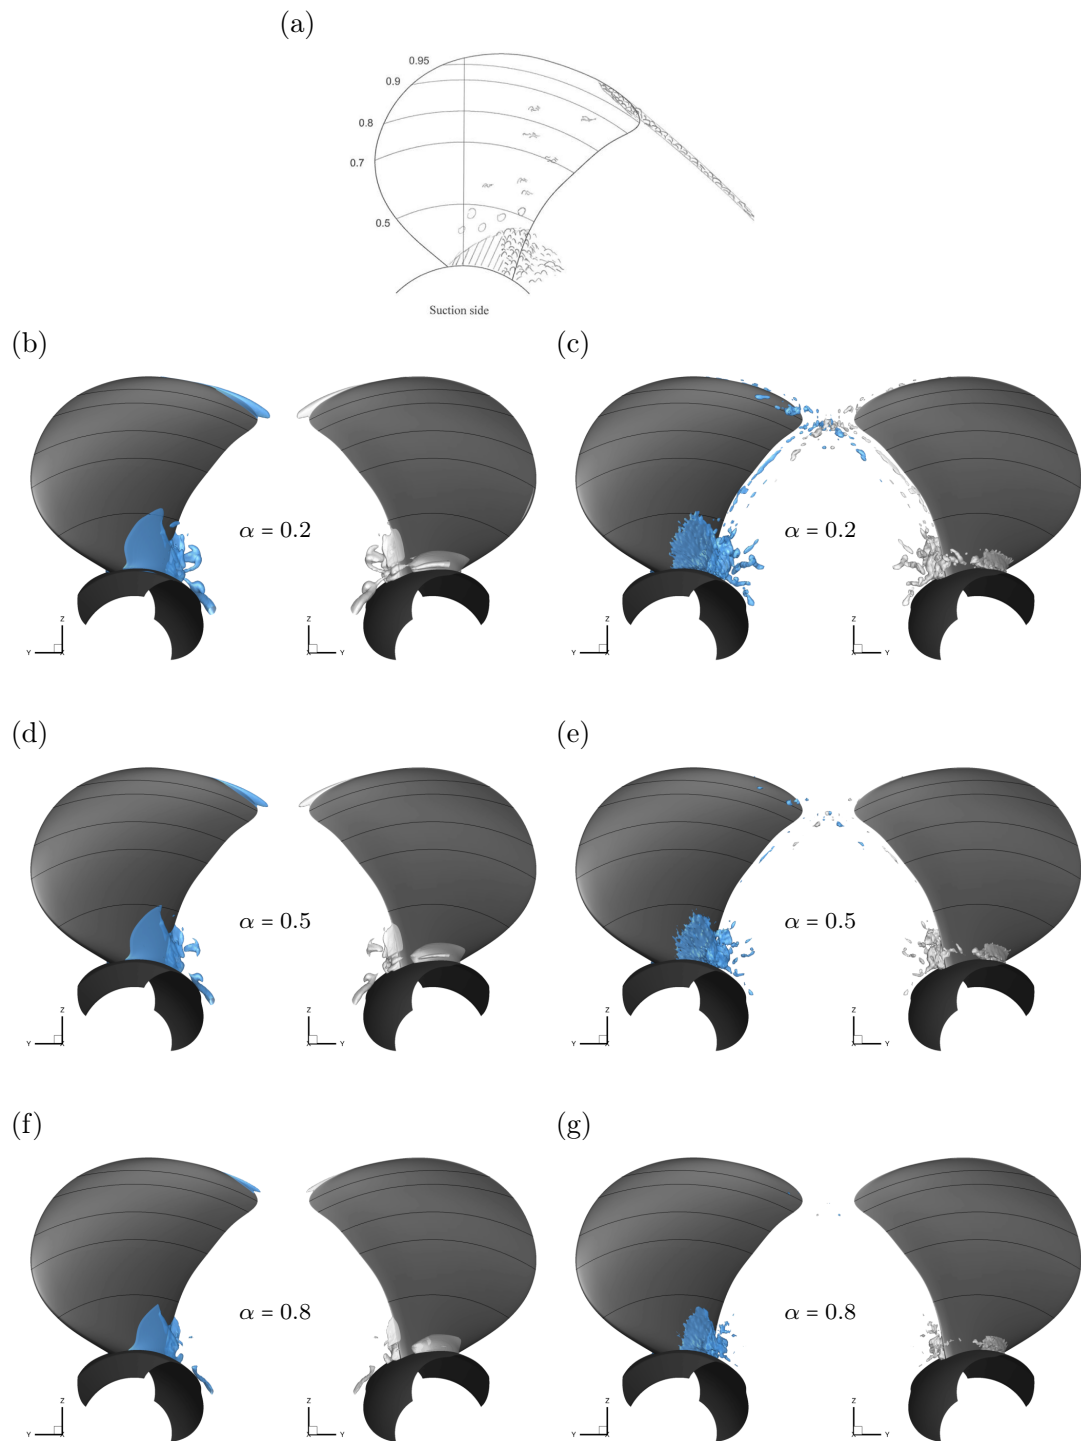 (a)
0.95
0.9
0.8
0.7
0.5
Suction side
(b)
(c)
α = 0.2
α = 0.2
Z
Y
X
Z
X
Y
Z
Y
X
Z
X
Y
(d)
(e)
α = 0.5
α = 0.5
Z
Y
X
Z
X
Y
Z
Y
X
Z
X
Y
(f)
(g)
α = 0.8
α = 0.8
Z
Y
X
Z
X
Y
Z
Y
X
Z
X
Y